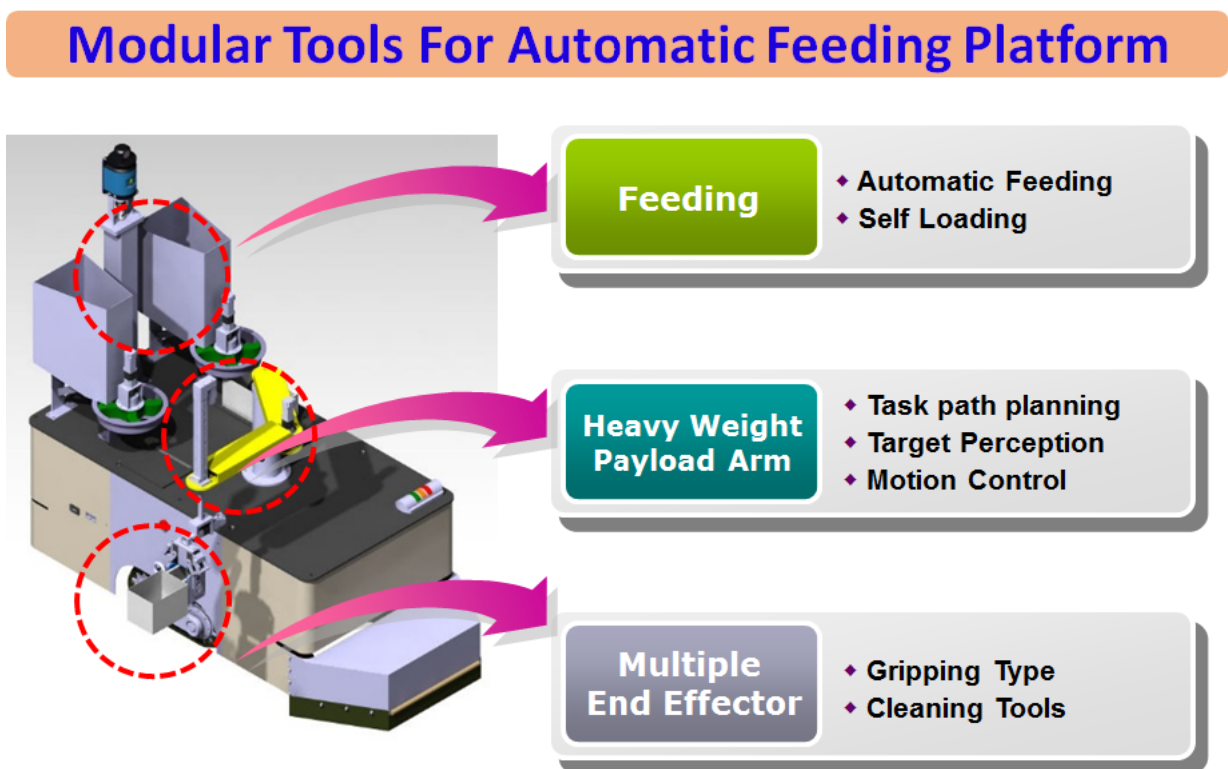 Modular Tools For Automatic Feeding Platform
Feeding
Automatic Feeding
Self Loading
Heavy Weight
Payload Arm
Task path planning
Target Perception
Motion Control
Multiple
End Effector
Gripping Type
Cleaning Tools